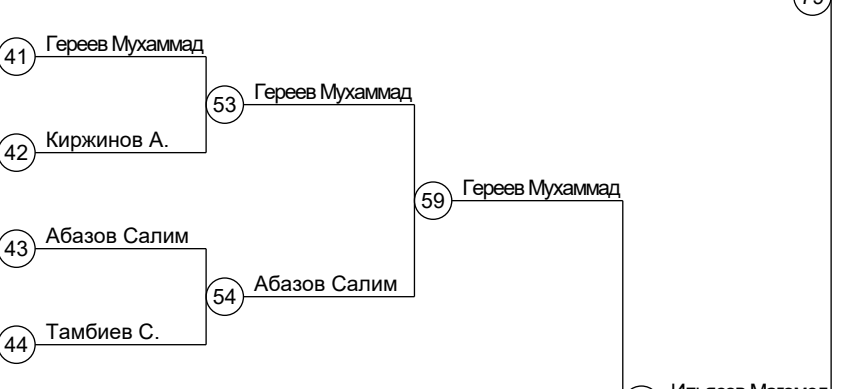 41 Гереев Мухаммад
53 Гереев Мухаммад
42 Киржинов А.
59 Гереев Мухаммад
43 Абазов Салим
54 Абазов Салим
44 Тамбиев С.